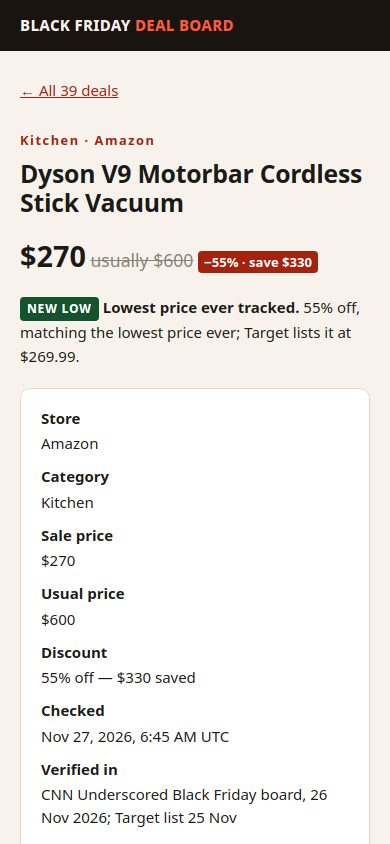 BLACK FRIDAY DEAL BOARD
← All 39 deals
Kitchen · Amazon
Dyson V9 Motorbar Cordless
Stick Vacuum
$270 usually $600 −55% · save $330
NEW LOW Lowest price ever tracked. 55% off,
matching the lowest price ever; Target lists it at
$269.99.
Store
Amazon
Category
Kitchen
Sale price
$270
Usual price
$600
Discount
55% off — $330 saved
Checked
Nov 27, 2026, 6:45 AM UTC
Verified in
CNN Underscored Black Friday board, 26
Nov 2026; Target list 25 Nov